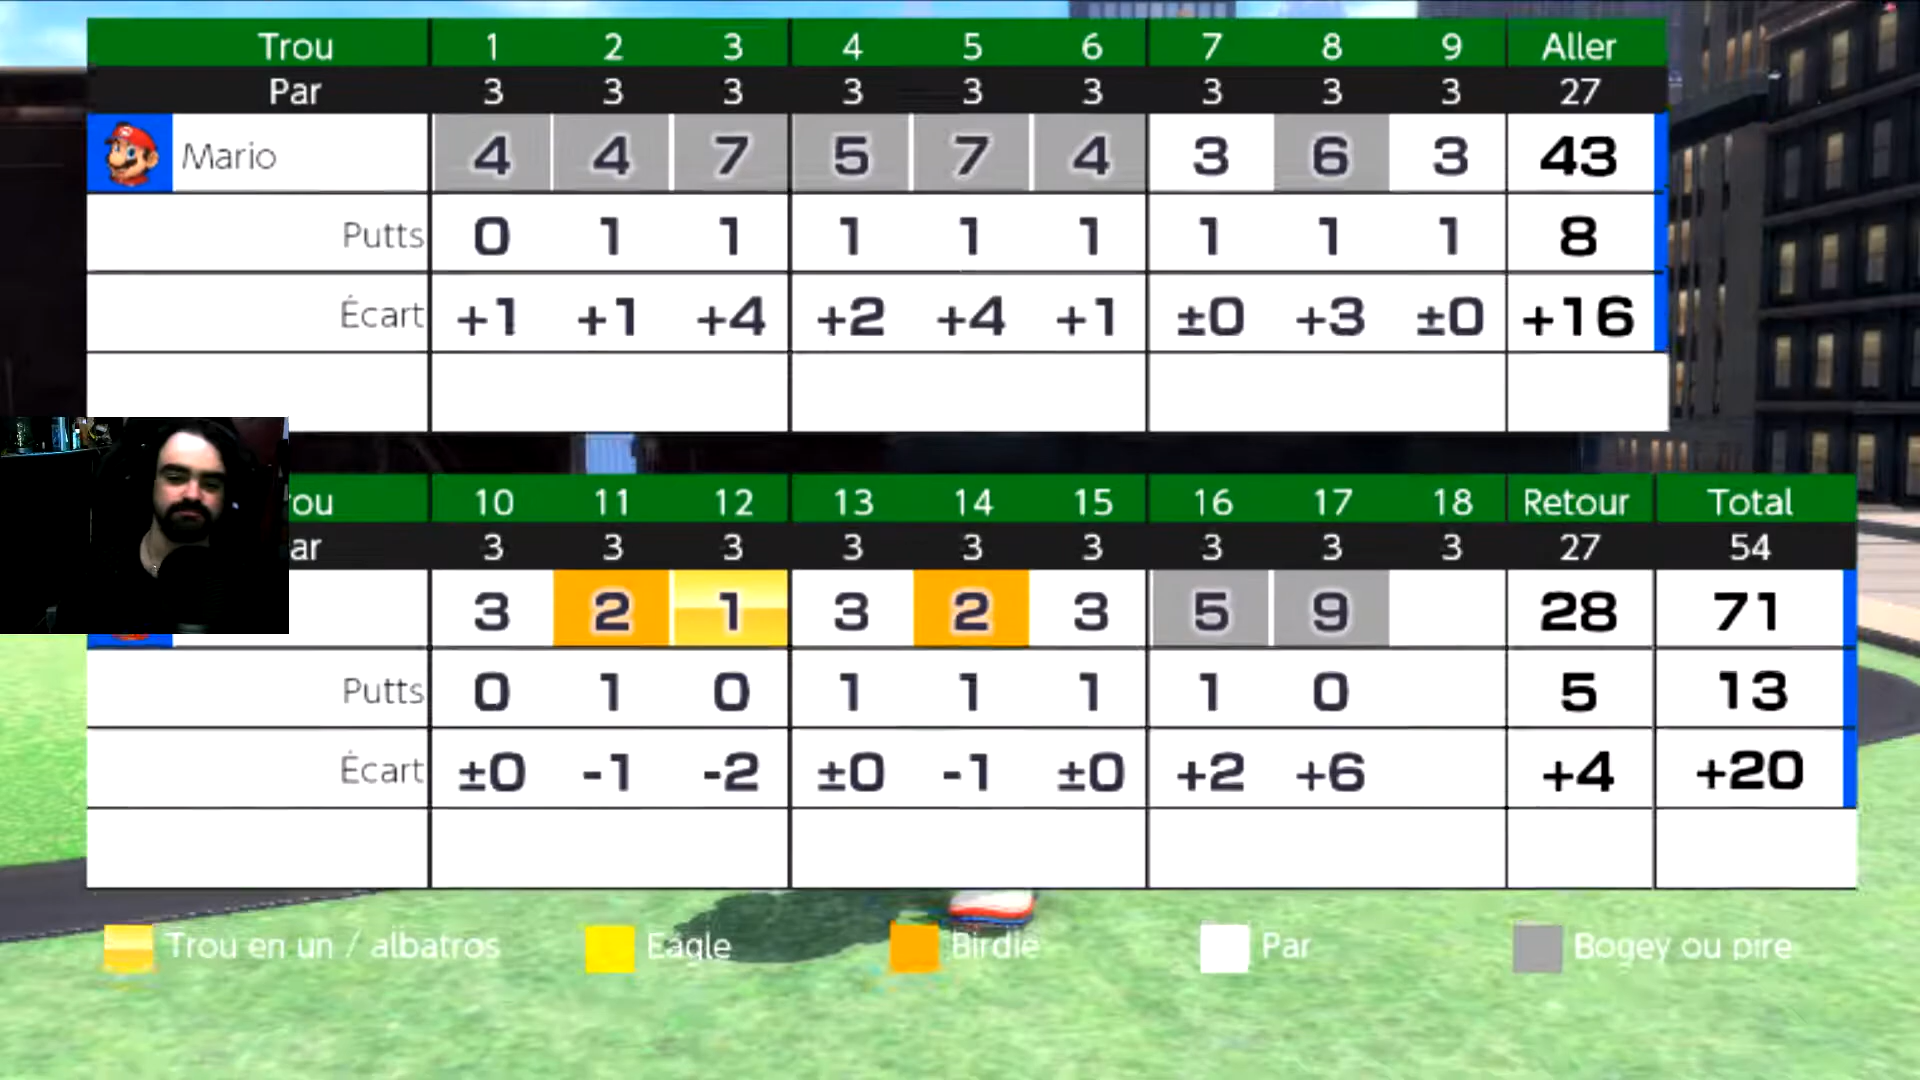 Trou 1 2 3 4 5 6 7 8 9 Aller
Par 3 3 3 3 3 3 3 3 3 27
Mario 4 4 7 5 7 4 3 6 3 43
Putts 0 1 1 1 1 1 1 1 1 8
Écart +1 +1 +4 +2 +4 +1 ±0 +3 ±0 +16
ou 10 11 12 13 14 15 16 17 18 Retour Total
ar 3 3 3 3 3 3 3 3 3 27 54
3 2 1 3 2 3 5 9 28 71
Putts 0 1 0 1 1 1 1 0 5 13
Écart ±0 -1 -2 ±0 -1 ±0 +2 +6 +4 +20
Trou en un / albatros Eagle Birdie Par Bogey ou pire